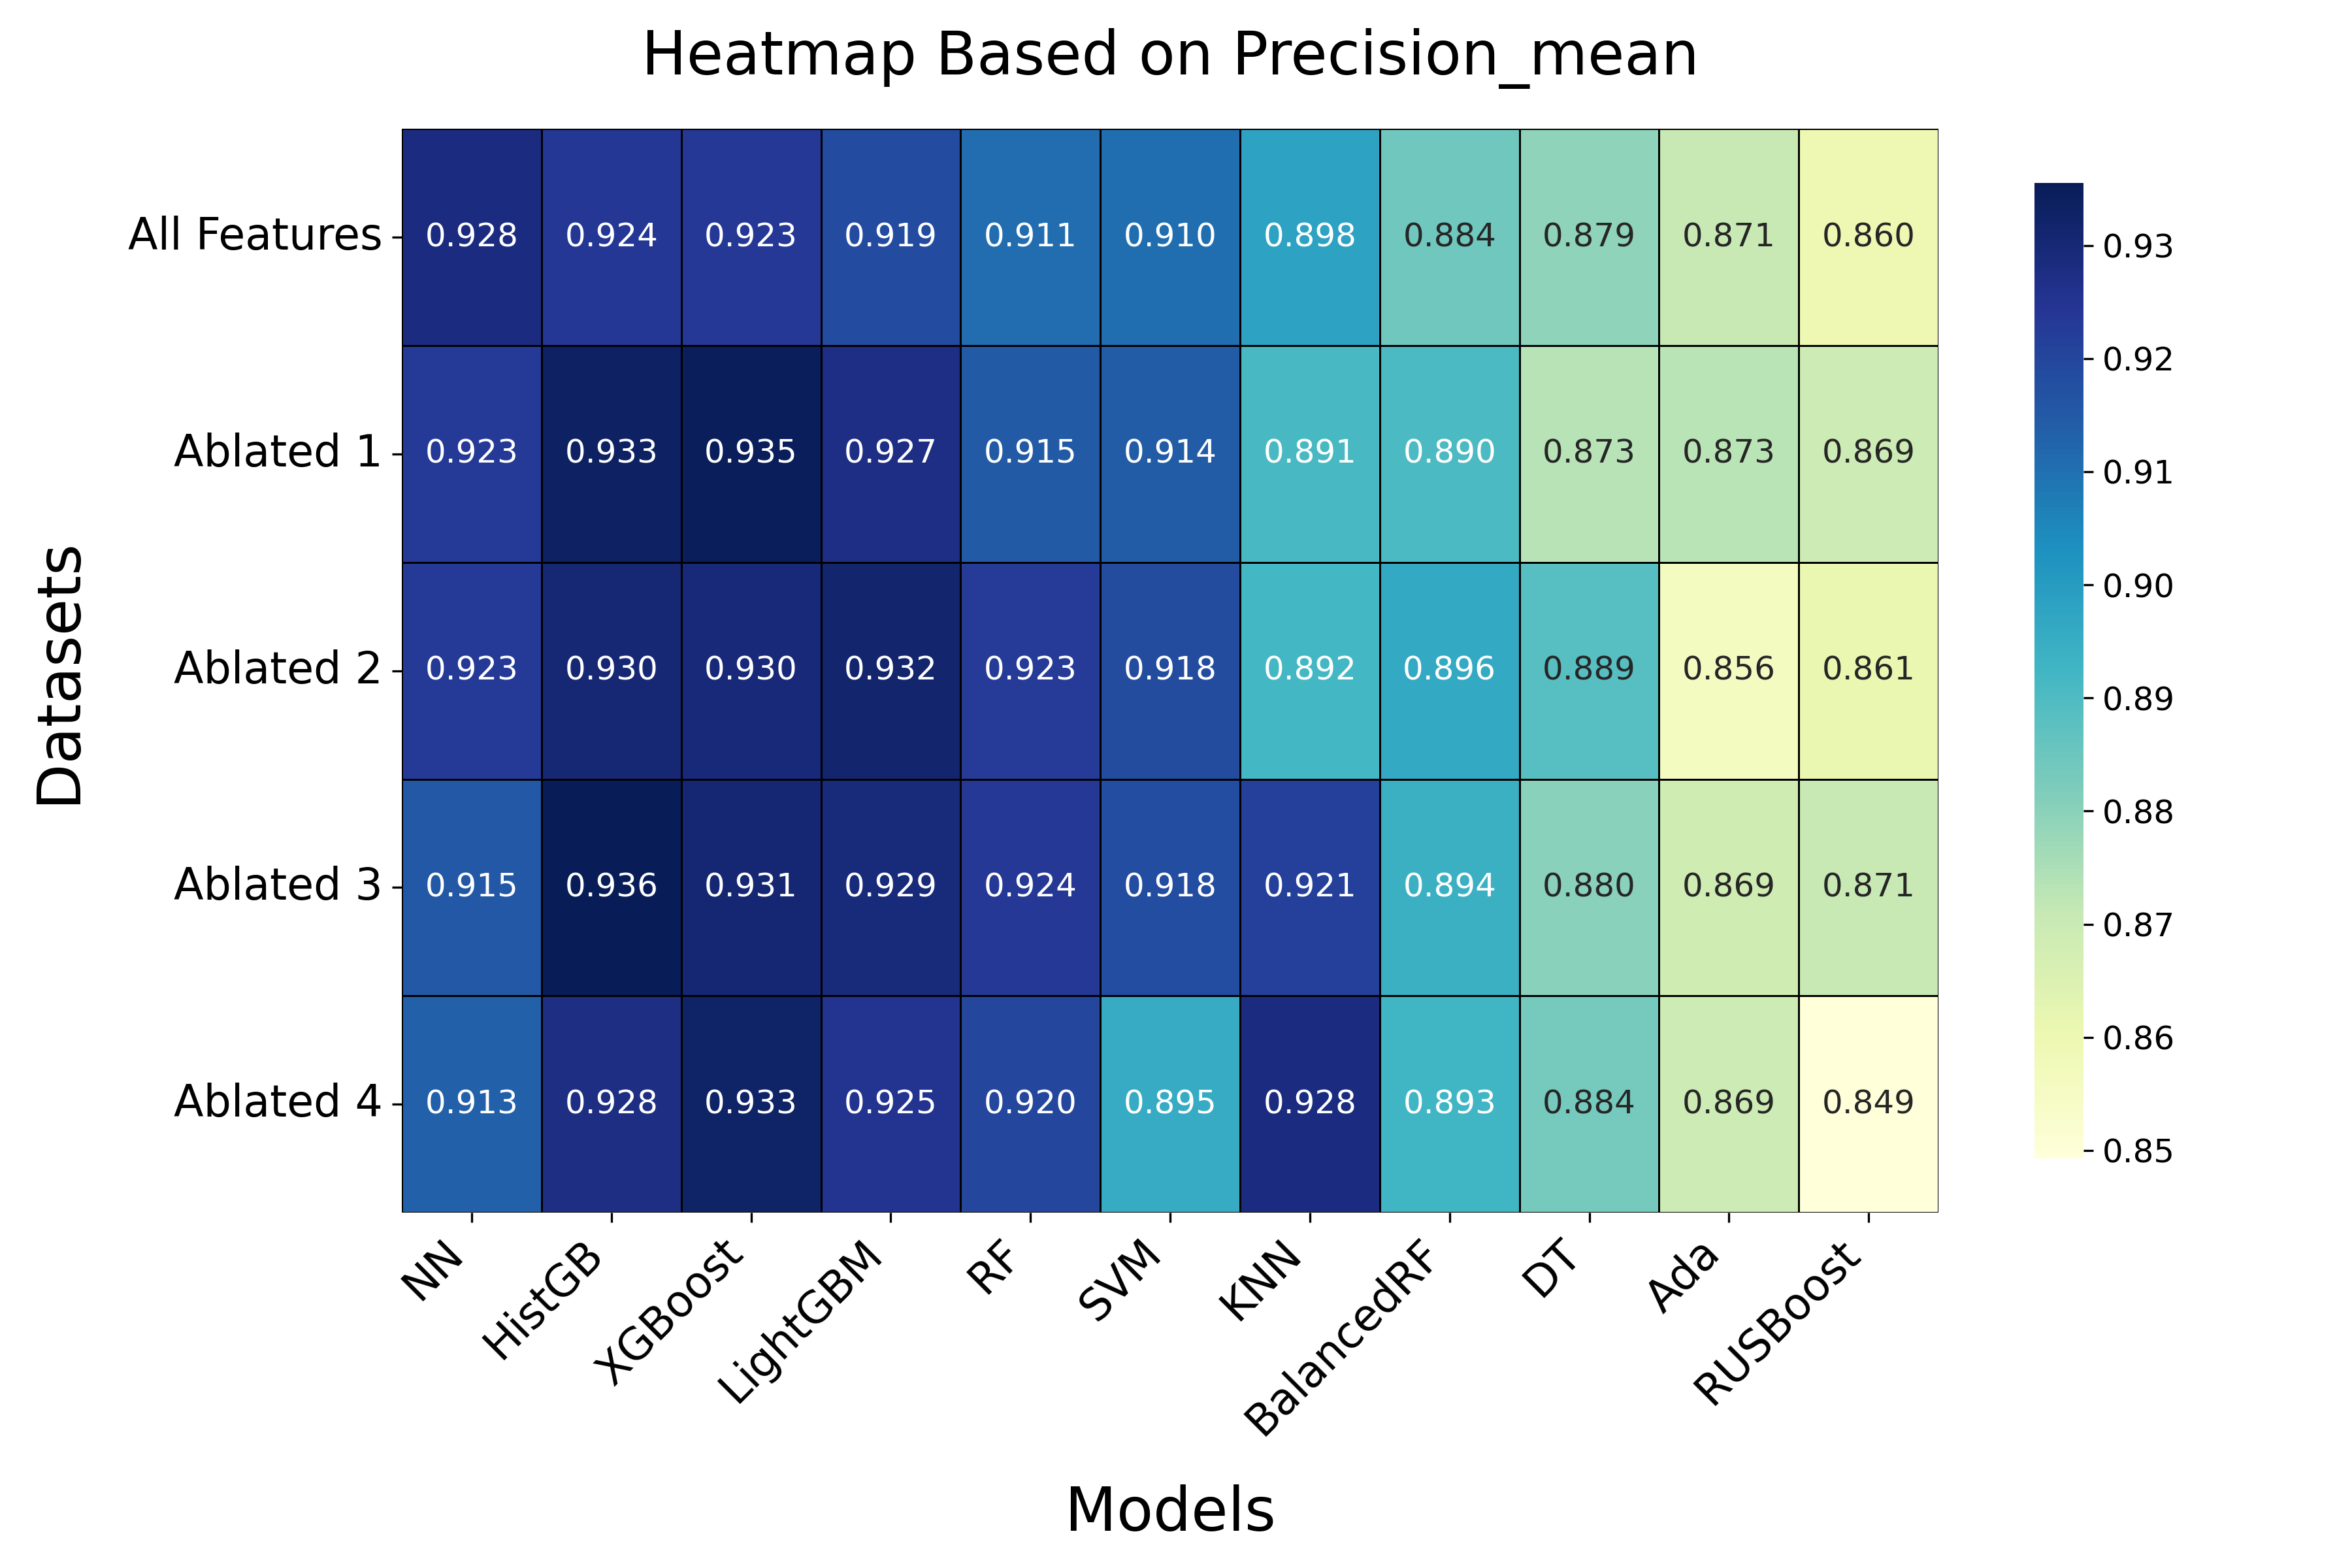 Heatmap Based on Precision_mean
Datasets
All Features 0.928 0.924 0.923 0.919 0.911 0.910 0.898 0.884 0.879 0.871 0.860
Ablated 1 0.923 0.933 0.935 0.927 0.915 0.914 0.891 0.890 0.873 0.873 0.869
Ablated 2 0.923 0.930 0.930 0.932 0.923 0.918 0.892 0.896 0.889 0.856 0.861
Ablated 3 0.915 0.936 0.931 0.929 0.924 0.918 0.921 0.894 0.880 0.869 0.871
Ablated 4 0.913 0.928 0.933 0.925 0.920 0.895 0.928 0.893 0.884 0.869 0.849
NN HistGB XGBoost LightGBM RF SVM KNN BalancedRF DT Ada RUSBoost
Models
0.93
0.92
0.91
0.90
0.89
0.88
0.87
0.86
0.85